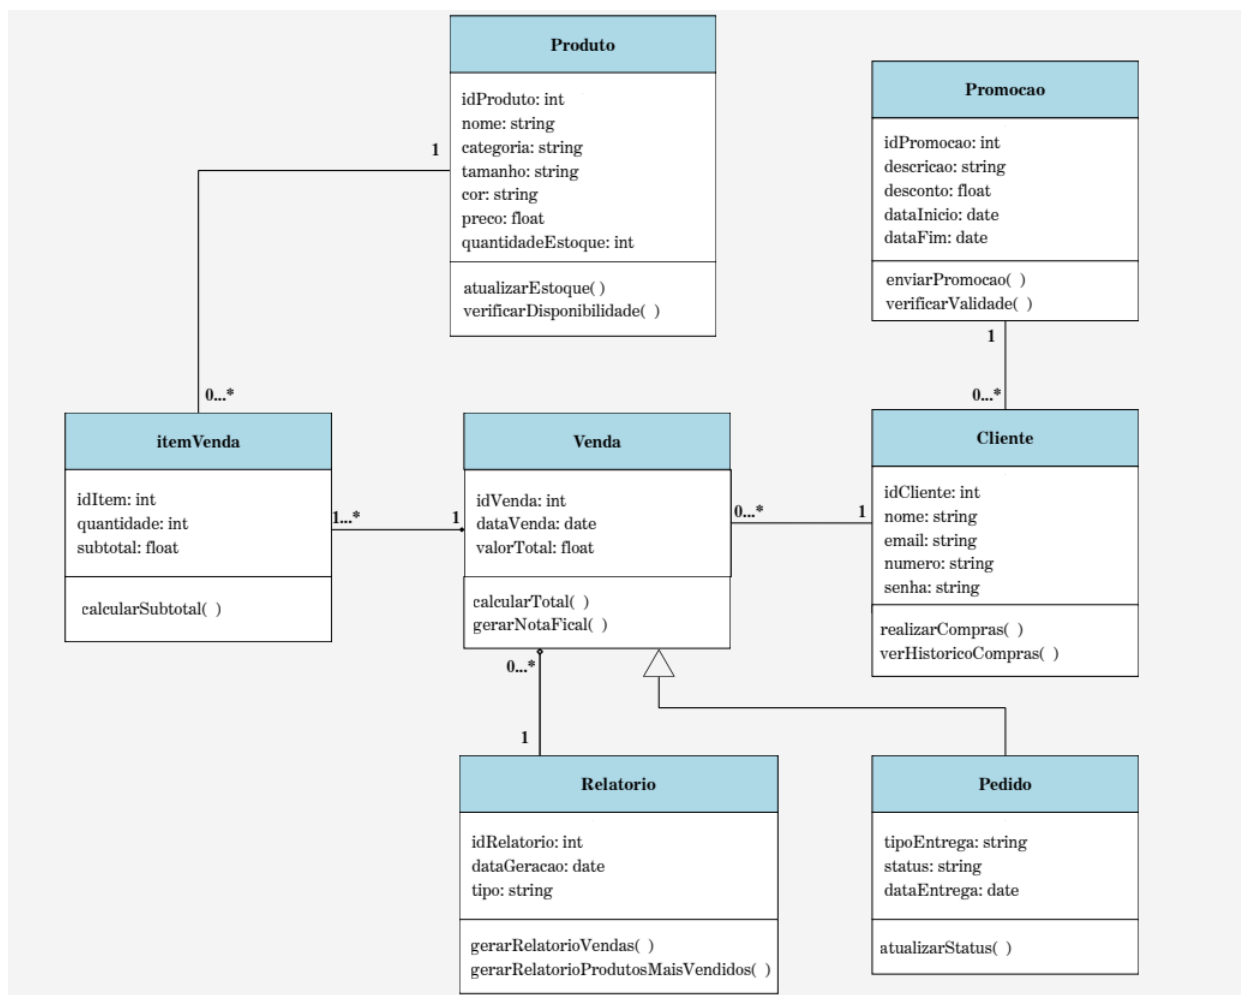 Produto
idProduto: int
nome: string
categoria: string
tamanho: string
cor: string
preco: float
quantidadeEstoque: int
atualizarEstoque( )
verificarDisponibilidade( )
Promocao
idPromocao: int
descricao: string
desconto: float
dataInicio: date
dataFim: date
enviarPromocao( )
verificarValidade( )
1
0...*
1
0...*
itemVenda
idItem: int
quantidade: int
subtotal: float
calcularSubtotal( )
1...*
1
Venda
idVenda: int
dataVenda: date
valorTotal: float
calcularTotal( )
gerarNotaFical( )
0...*
1
Cliente
idCliente: int
nome: string
email: string
numero: string
senha: string
realizarCompras( )
verHistoricoCompras( )
0...*
1
Relatorio
idRelatorio: int
dataGeracao: date
tipo: string
gerarRelatorioVendas( )
gerarRelatorioProdutosMaisVendidos( )
Pedido
tipoEntrega: string
status: string
dataEntrega: date
atualizarStatus( )